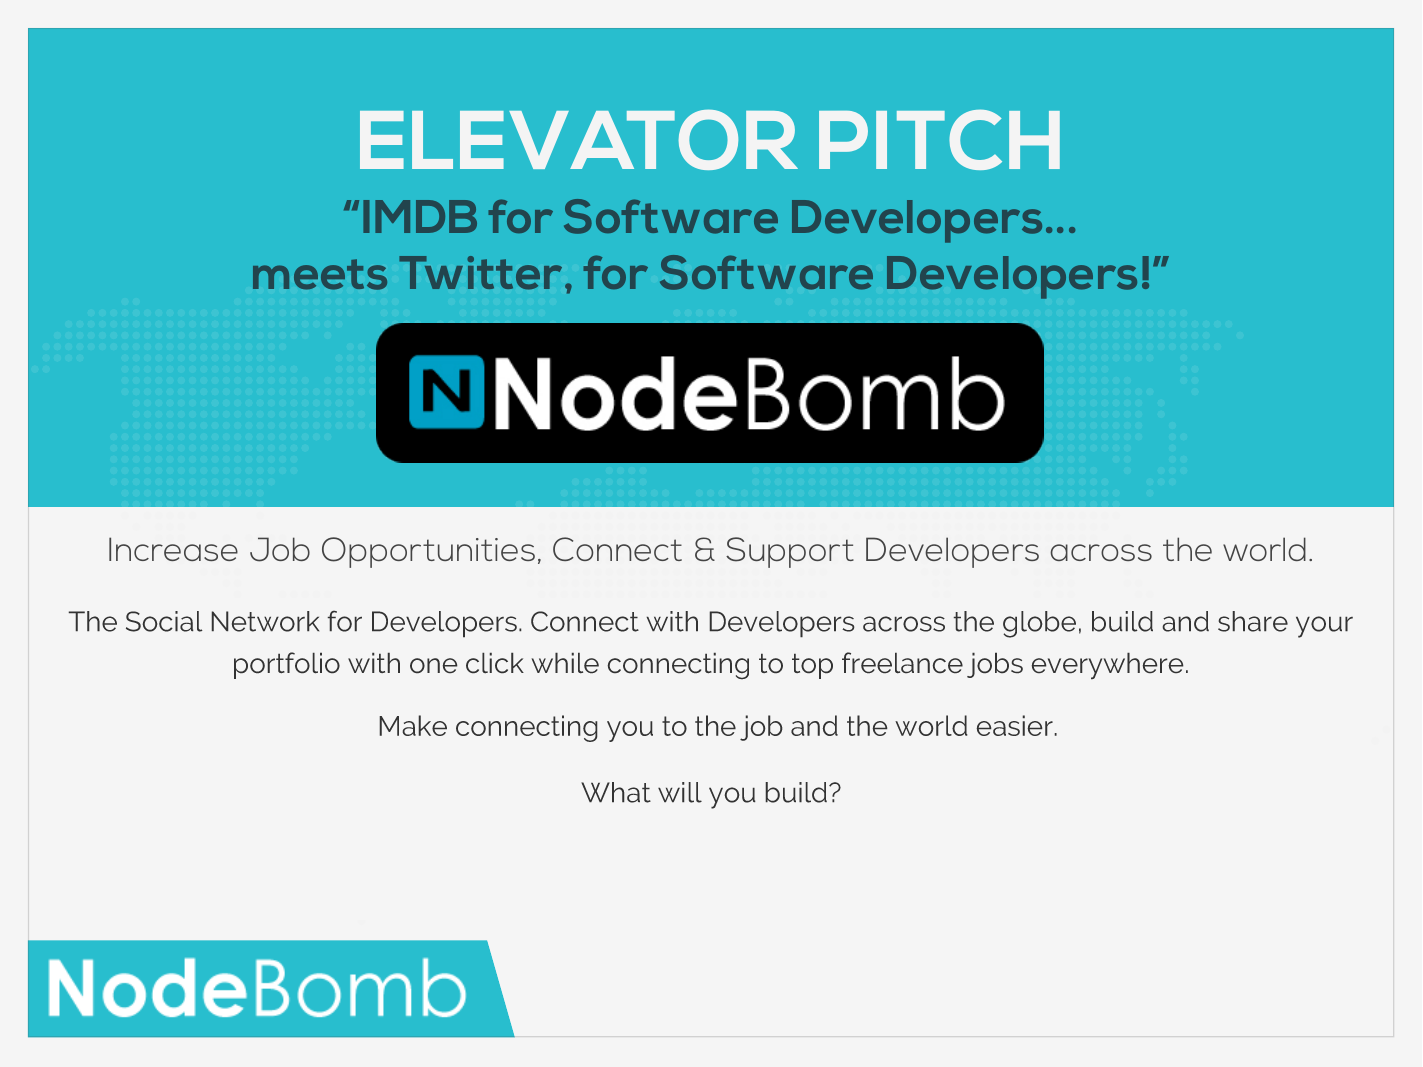 ELEVATOR PITCH
“IMDB for Software Developers...
meets Twitter, for Software Developers!”
N NodeBomb
Increase Job Opportunities, Connect & Support Developers across the world.
The Social Network for Developers. Connect with Developers across the globe, build and share your
portfolio with one click while connecting to top freelance jobs everywhere.
Make connecting you to the job and the world easier.
What will you build?
NodeBomb